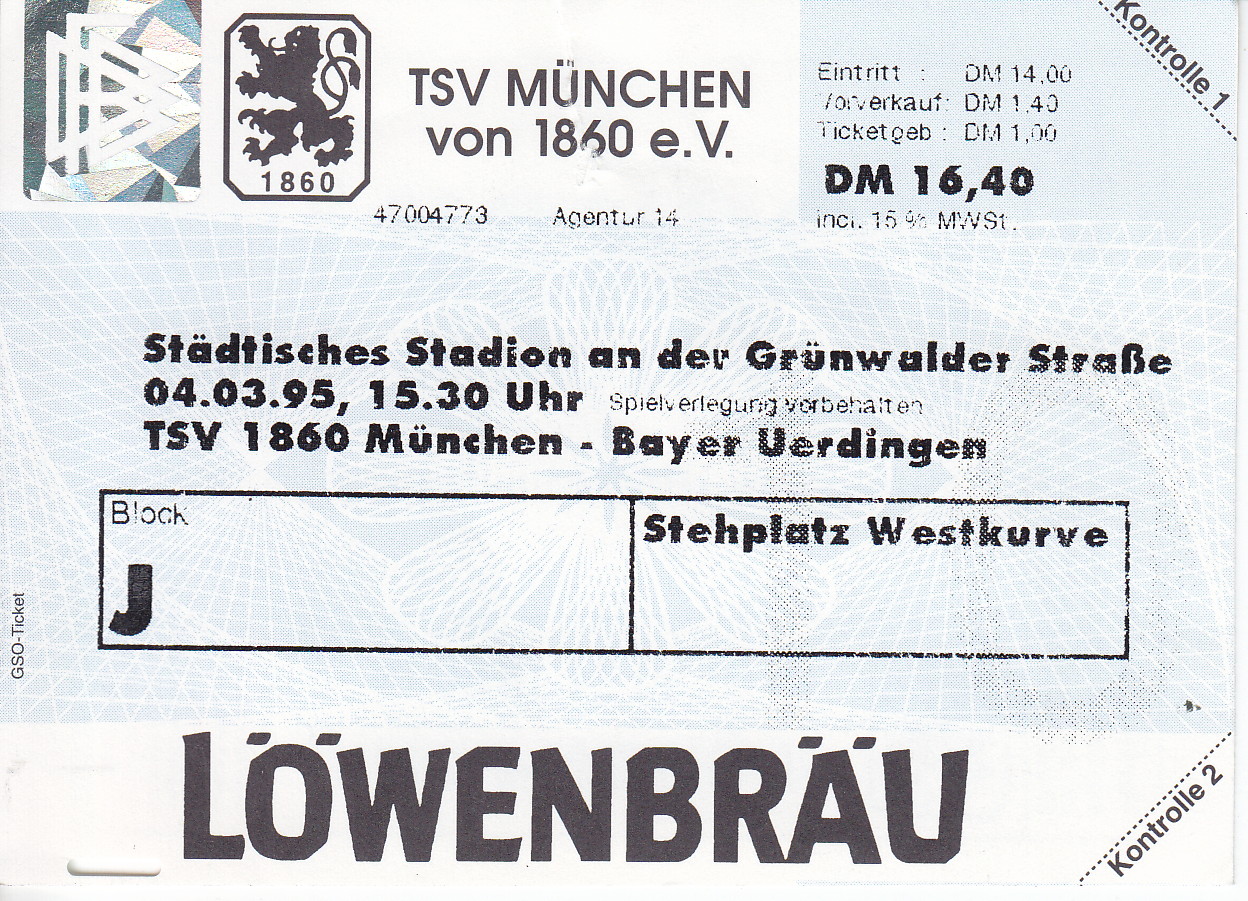 TSV MÜNCHEN
von 1860 e.V.
1860
47004773 Agentur 14
Eintritt : DM 14,00
Vorverkauf: DM 1,40
Ticketgeb : DM 1,00
DM 16,40
incl. 15 % MWSt.
Kontrolle 1
Städtisches Stadion an der Grünwalder Straße
04.03.95, 15.30 Uhr Spielverlegung vorbehalten
TSV 1860 München - Bayer Uerdingen
Block
J
Stehplatz Westkurve
GSO-Ticket
LÖWENBRÄU
Kontrolle 2